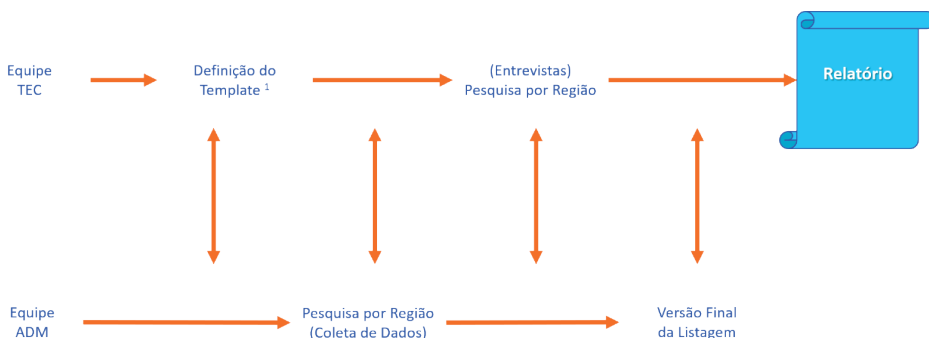 Equipe
TEC
Definição do
Template ¹
(Entrevistas)
Pesquisa por Região
Relatório
Equipe
ADM
Pesquisa por Região
(Coleta de Dados)
Versão Final
da Listagem